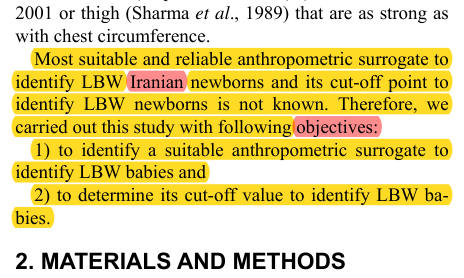 2001 or thigh (Sharma et al., 1989) that are as strong as
with chest circumference.
Most suitable and reliable anthropometric surrogate to
identify LBW Iranian newborns and its cut-off point to
identify LBW newborns is not known. Therefore, we
carried out this study with following objectives:
1) to identify a suitable anthropometric surrogate to
identify LBW babies and
2) to determine its cut-off value to identify LBW ba-
bies.
2. MATERIALS AND METHODS